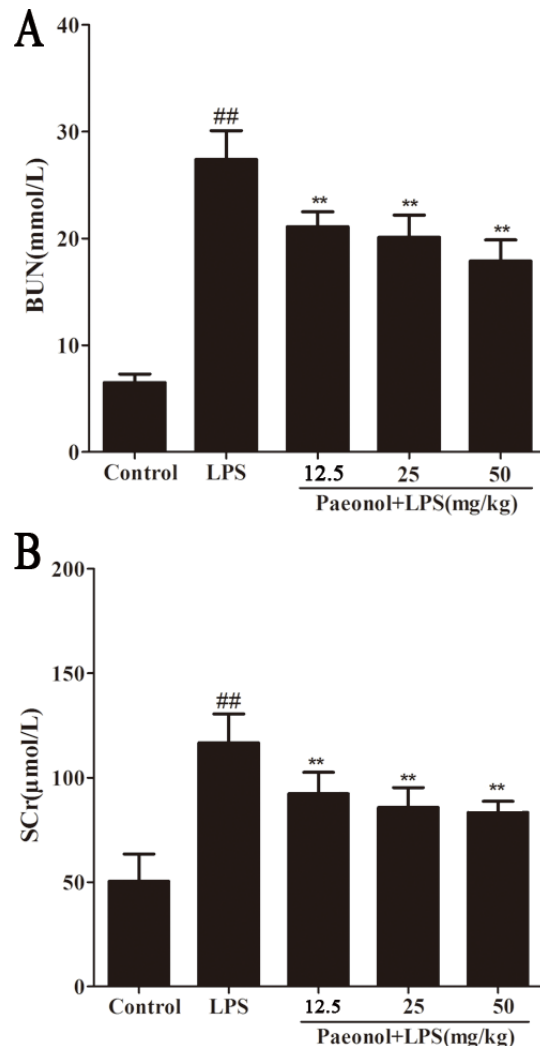 A
BUN(mmol/L)
40
30
20
10
0
##
**
**
**
Control LPS 12.5 25 50
Paeonol+LPS(mg/kg)
B
SCr(μmol/L)
200
150
100
50
0
##
**
**
**
Control LPS 12.5 25 50
Paeonol+LPS(mg/kg)